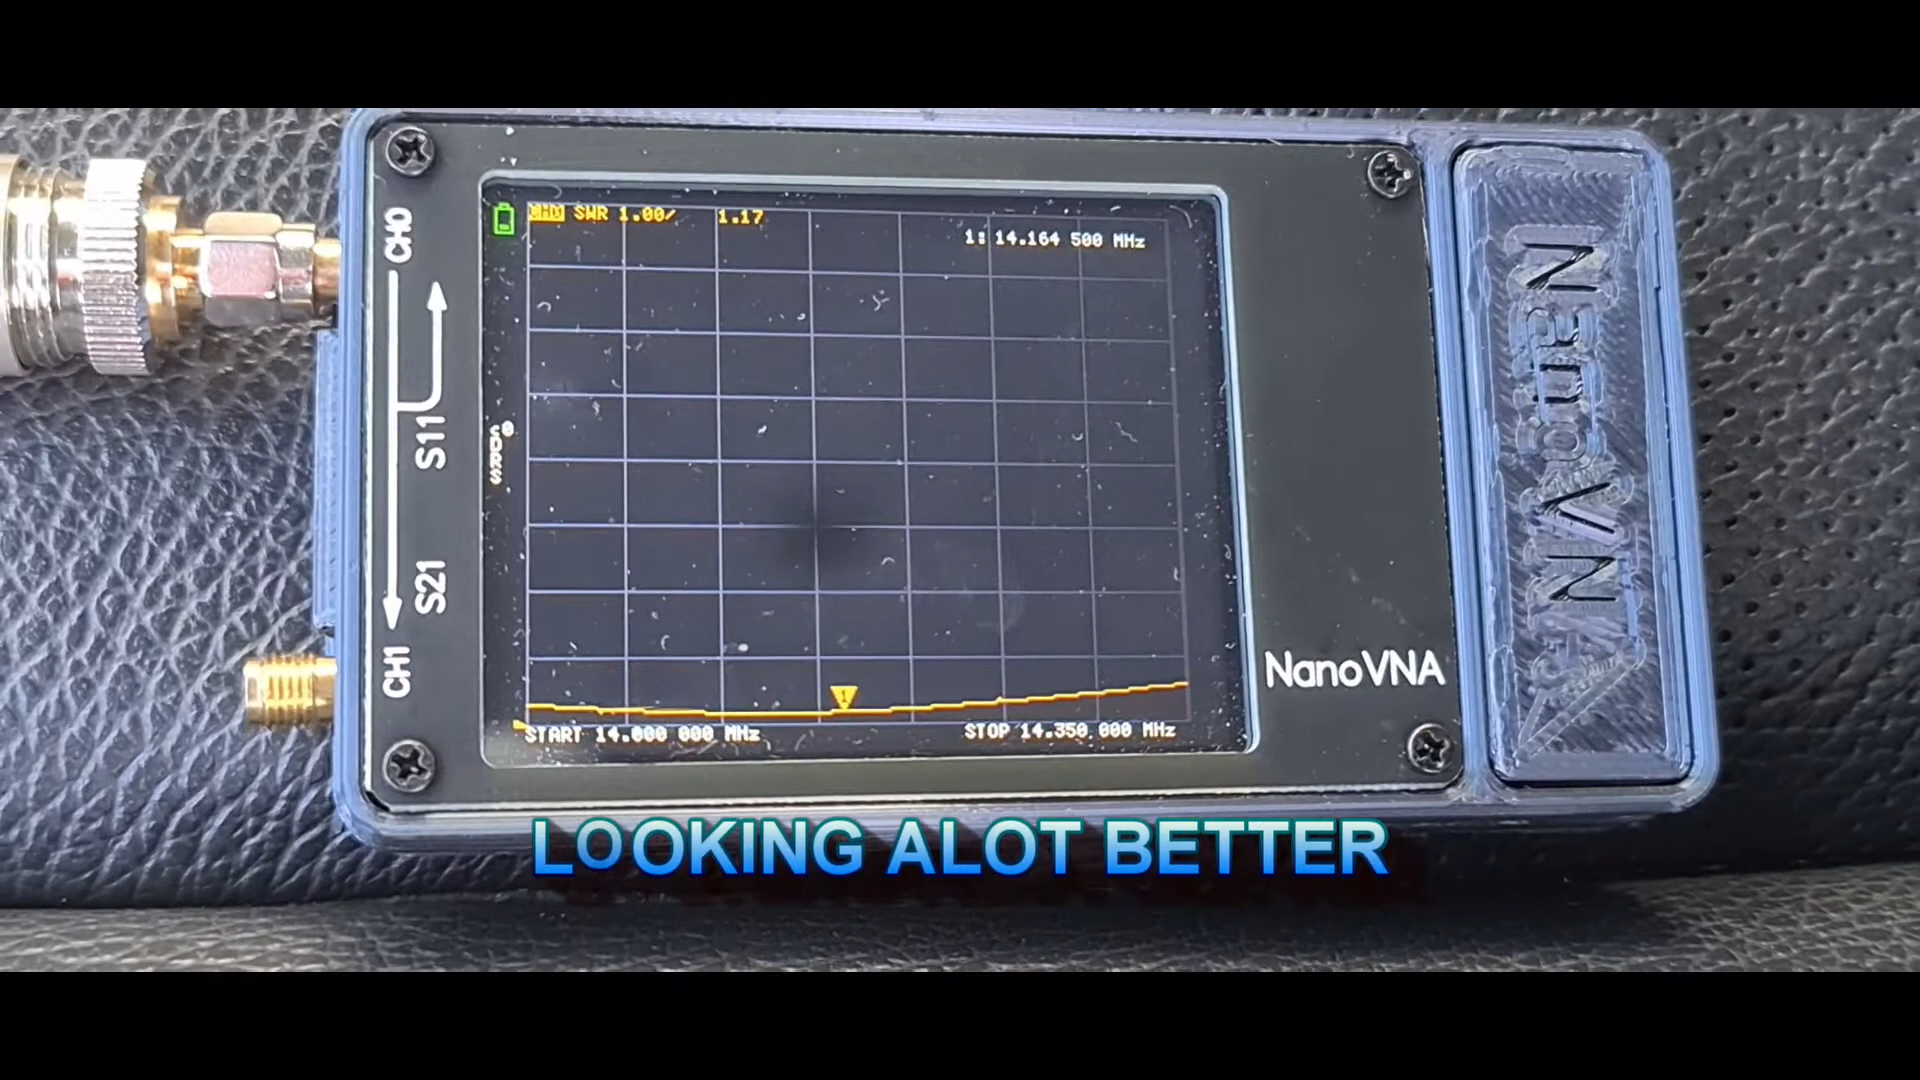 CH0
S11
S21
CH1
SWR 1.00/ 1.17
1: 14.164 500 MHz
1
START 14.000 000 MHz
STOP 14.350 000 MHz
NanoVNA
NanoVNA
LOOKING ALOT BETTER